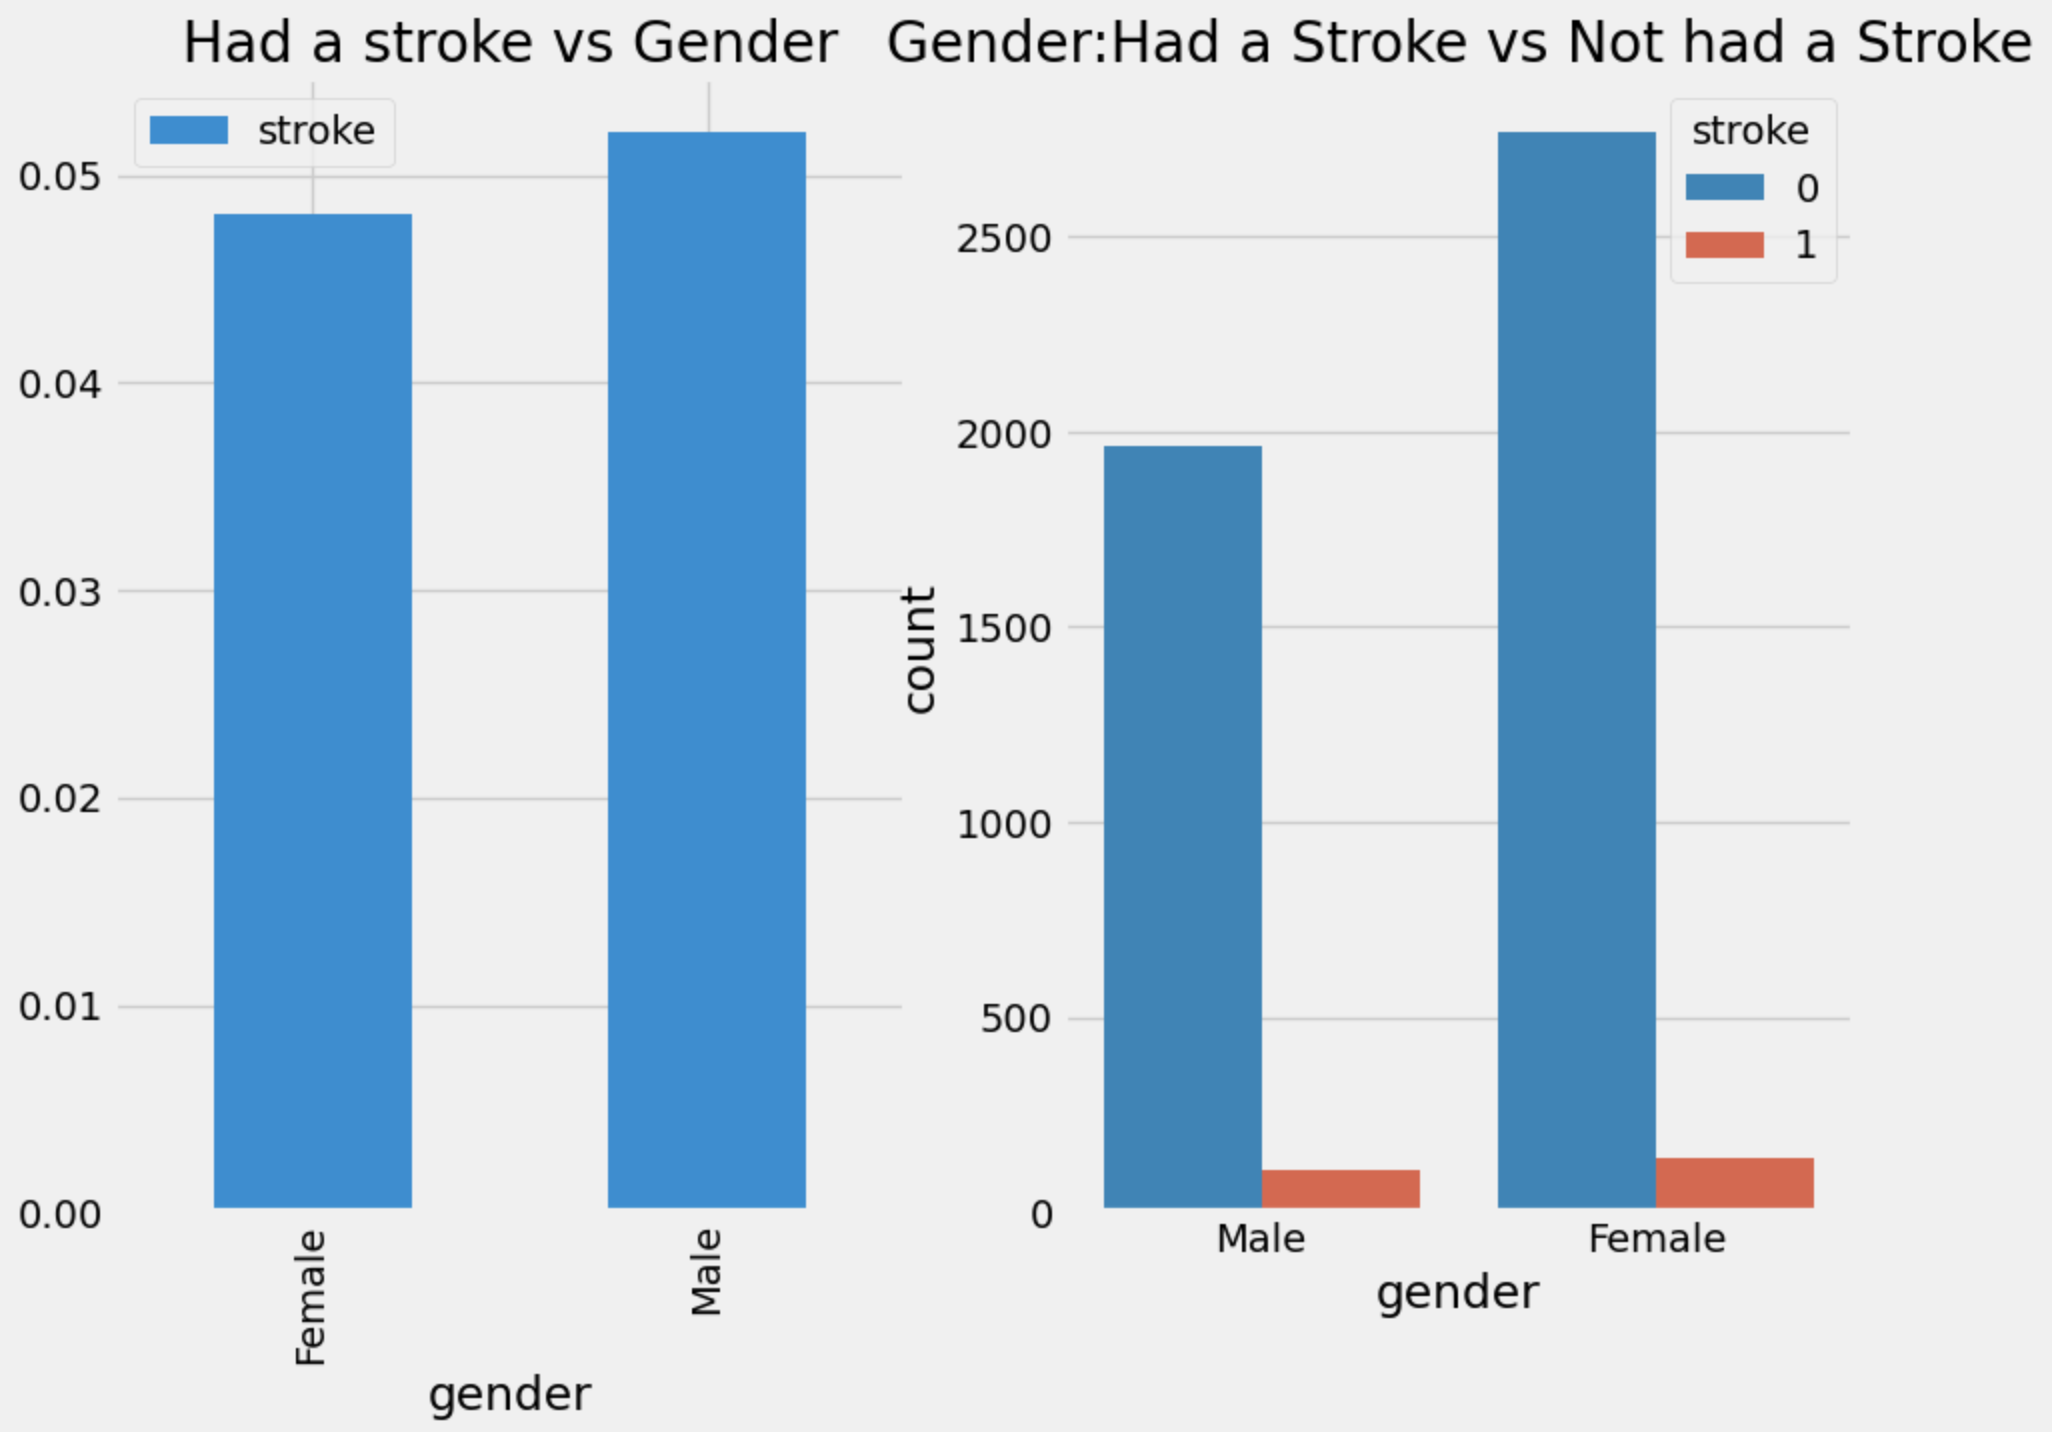 Had a stroke vs Gender
stroke
0.05
0.04
0.03
0.02
0.01
0.00
Female
Male
gender
Gender:Had a Stroke vs Not had a Stroke
stroke
0
1
2500
2000
1500
1000
500
0
count
Male
Female
gender